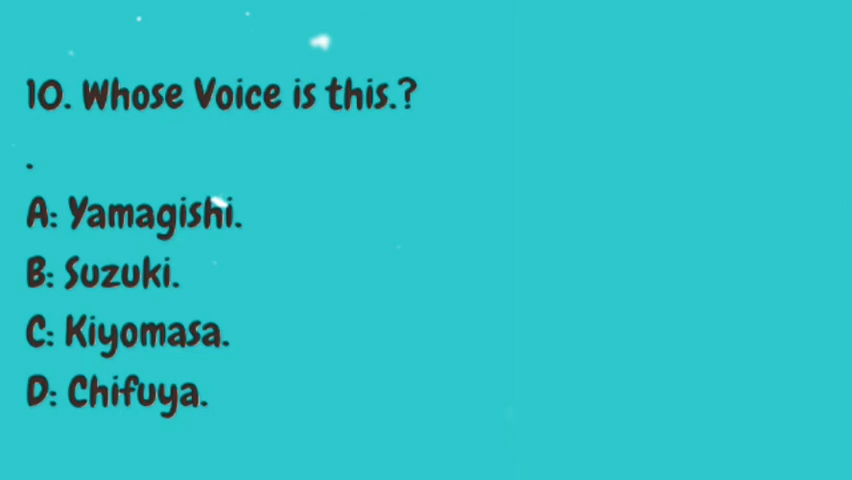 10. Whose Voice is this.?
.
A: Yamagishi.
B: Suzuki.
C: Kiyomasa.
D: Chifuya.